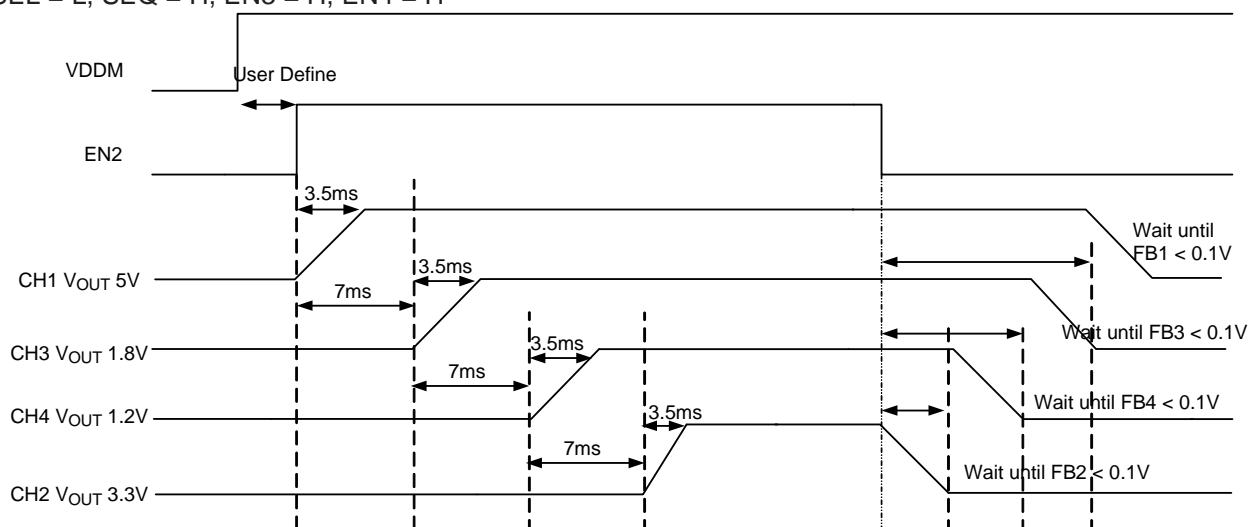 SEL = L, SEQ = H, EN3 = H, EN4 = H
VDDM
User Define
EN2
3.5ms
Wait until
FB1 < 0.1V
CH1 VOUT 5V
3.5ms
7ms
Wait until FB3 < 0.1V
CH3 VOUT 1.8V
3.5ms
7ms
Wait until FB4 < 0.1V
CH4 VOUT 1.2V
3.5ms
7ms
Wait until FB2 < 0.1V
CH2 VOUT 3.3V